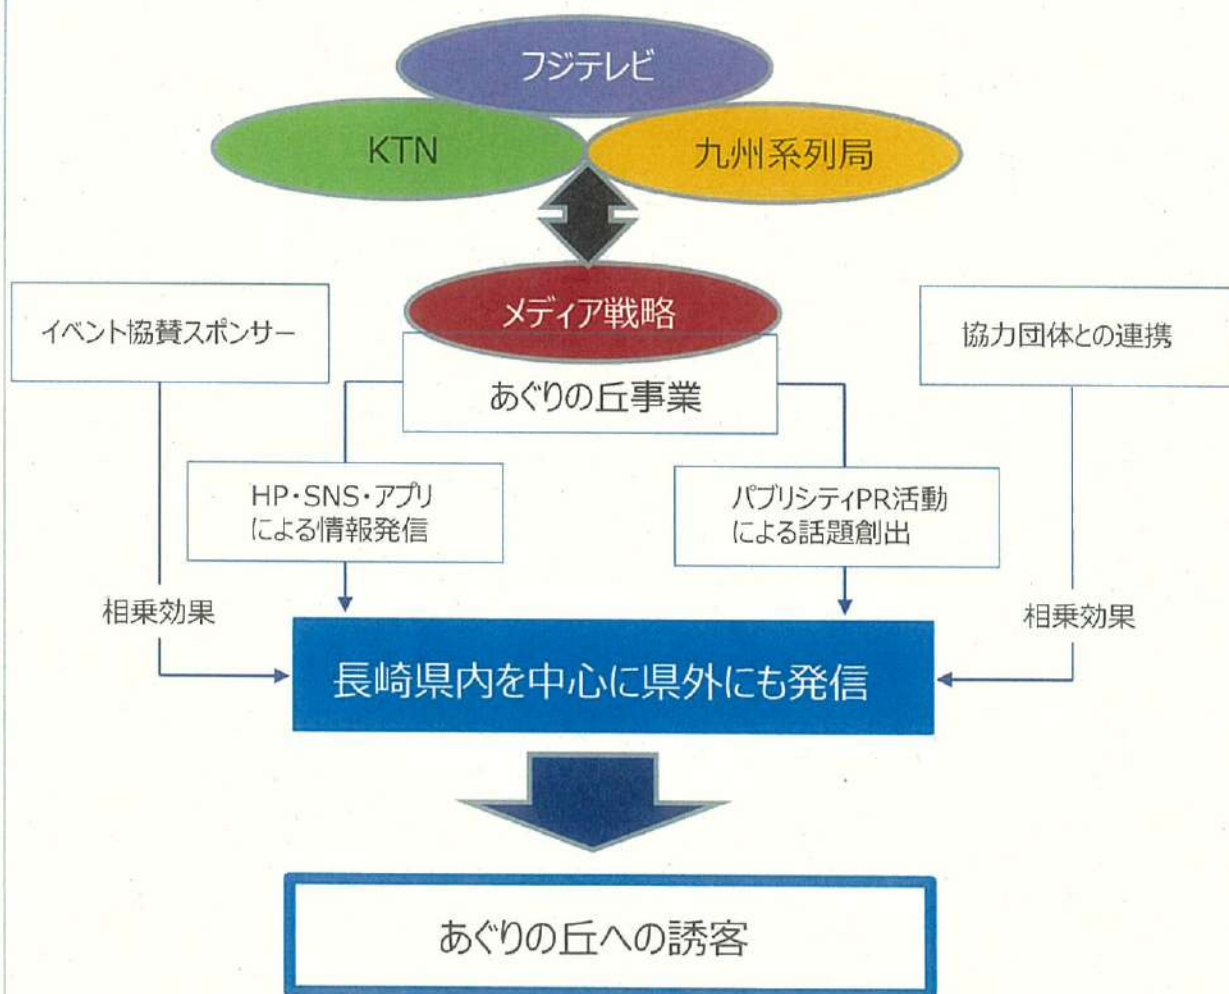 フジテレビ
KTN
九州系列局
メディア戦略
イベント協賛スポンサー
協力団体との連携
あぐりの丘事業
HP・SNS・アプリ
による情報発信
パブリシティPR活動
による話題創出
相乗効果
相乗効果
長崎県内を中心に県外にも発信
あぐりの丘への誘客